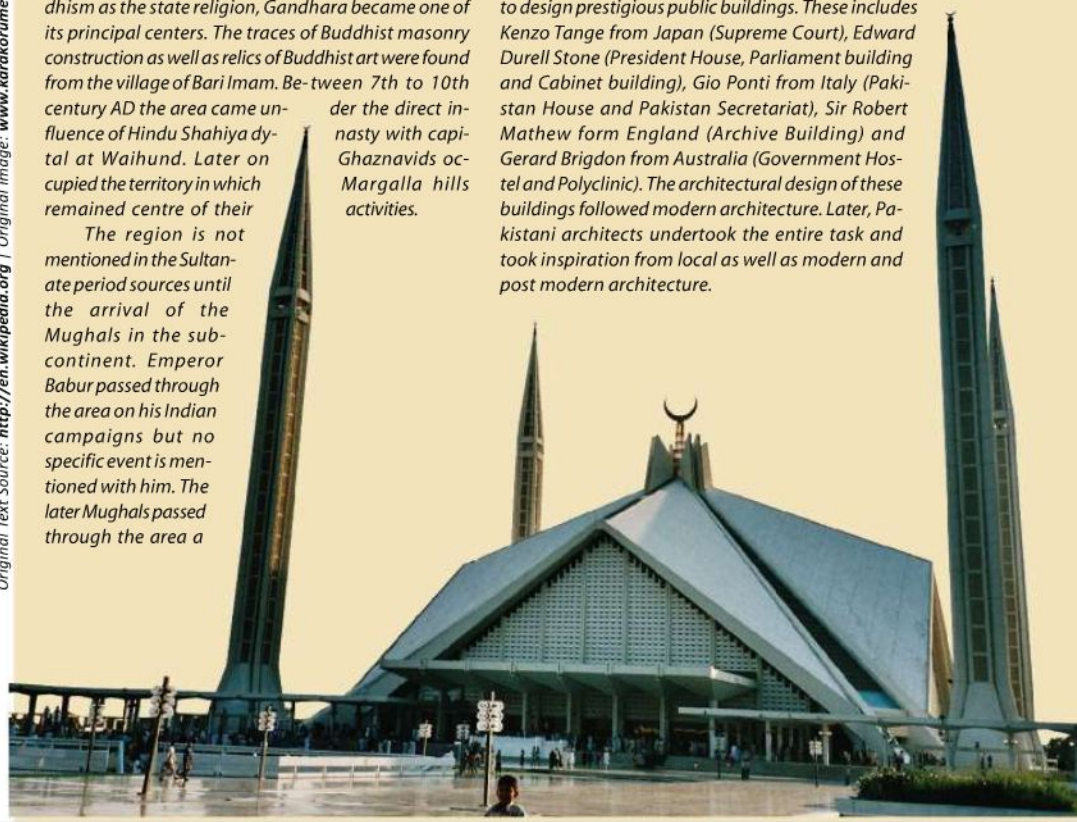 dhism as the state religion, Gandhara became one of
its principal centers. The traces of Buddhist masonry
construction as well as relics of Buddhist art were found
from the village of Bari Imam. Be- tween 7th to 10th
century AD the area came un- der the direct in-
fluence of Hindu Shahiya dy- nasty with capi-
tal at Waihund. Later on Ghaznavids oc-
cupied the territory in which Margalla hills
remained centre of their activities.
The region is not
mentioned in the Sultan-
ate period sources until
the arrival of the
Mughals in the sub-
continent. Emperor
Babur passed through
the area on his Indian
campaigns but no
specific event is men-
tioned with him. The
later Mughals passed
through the area a
to design prestigious public buildings. These includes
Kenzo Tange from Japan (Supreme Court), Edward
Durell Stone (President House, Parliament building
and Cabinet building), Gio Ponti from Italy (Paki-
stan House and Pakistan Secretariat), Sir Robert
Mathew form England (Archive Building) and
Gerard Brigdon from Australia (Government Hos-
tel and Polyclinic). The architectural design of these
buildings followed modern architecture. Later, Pa-
kistani architects undertook the entire task and
took inspiration from local as well as modern and
post modern architecture.
Original Text Source: http://en.wikipedia.org | Original Image: www.karakorume